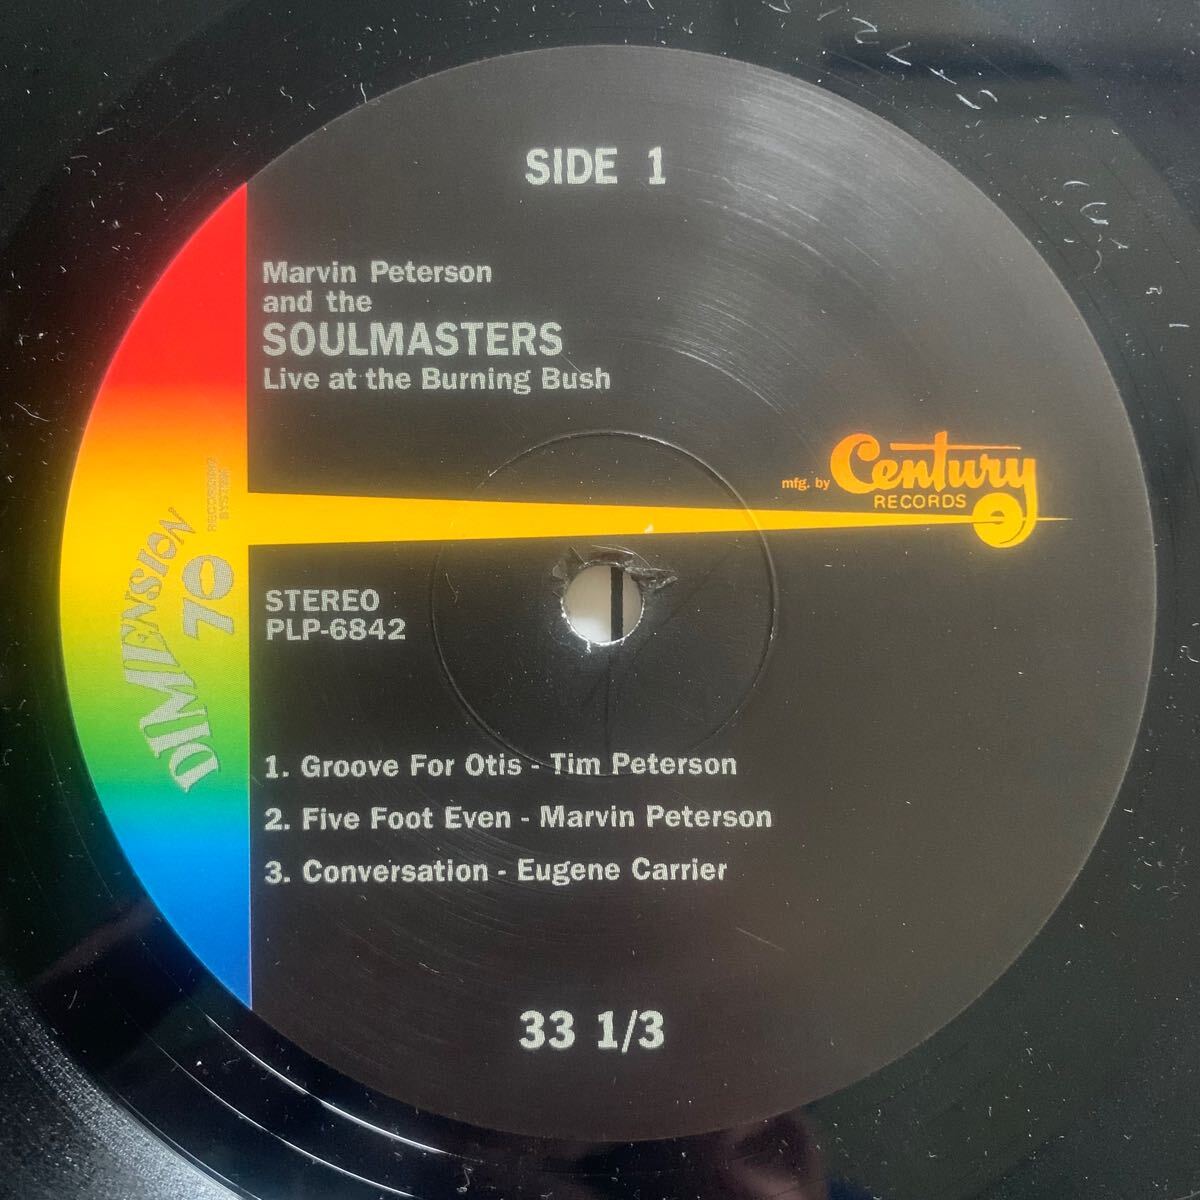 SIDE 1
Marvin Peterson
and the
SOULMASTERS
Live at the Burning Bush
mfg. by Century
RECORDS
DIMENSION
70
RECORDING
SYSTEM
STEREO
PLP-6842
1. Groove For Otis - Tim Peterson
2. Five Foot Even - Marvin Peterson
3. Conversation - Eugene Carrier
33 1/3